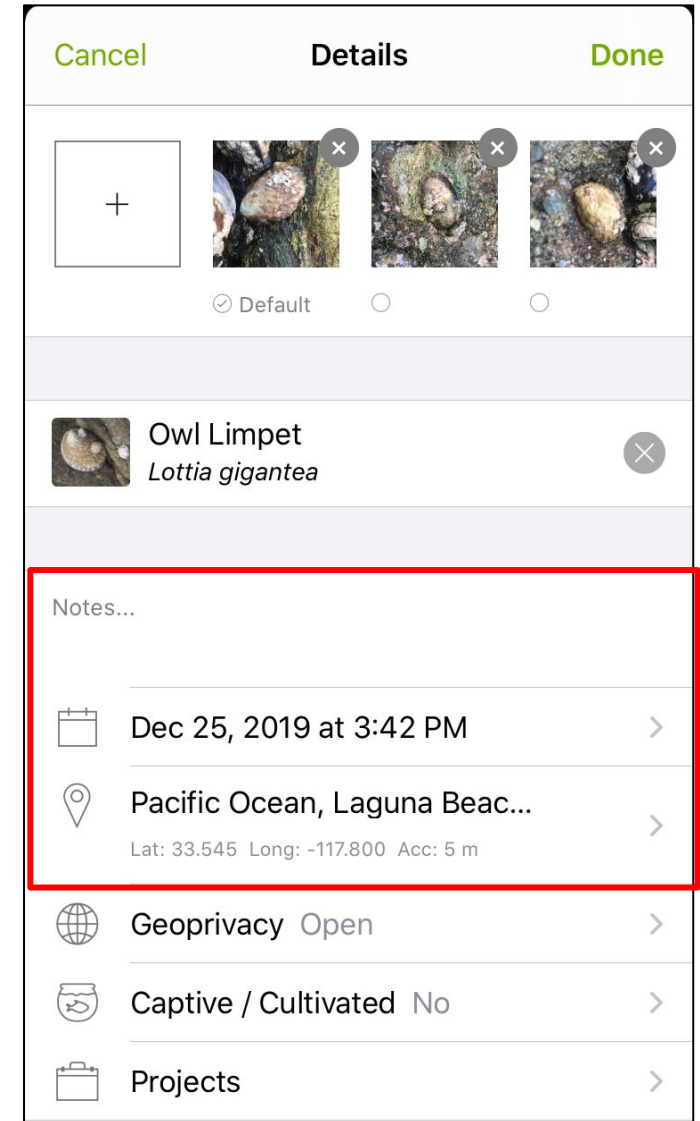 Cancel Details Done
Default
Owl Limpet
Lottia gigantea
Notes...
Dec 25, 2019 at 3:42 PM
Pacific Ocean, Laguna Beac...
Lat: 33.545 Long: -117.800 Acc: 5 m
Geoprivacy Open
Captive / Cultivated No
Projects